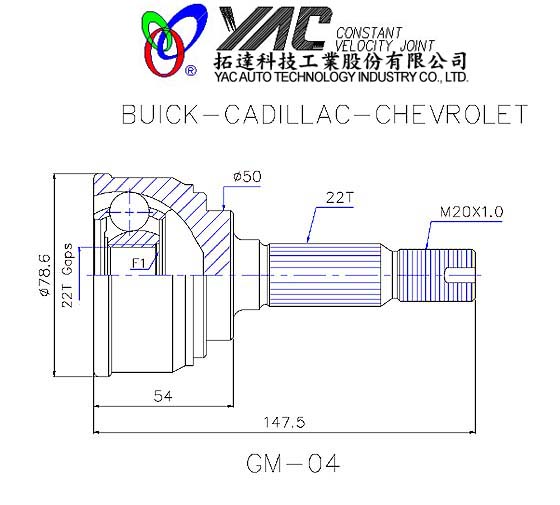 YAC CONSTANT VELOCITY JOINT
®
拓達科技工業股份有限公司
YAC AUTO TECHNOLOGY INDUSTRY CO., LTD.
BUICK-CADILLAC-CHEVROLET
Ø50
22T
M20X1.0
Ø78.6
22T Gaps
F1
54
147.5
GM-04